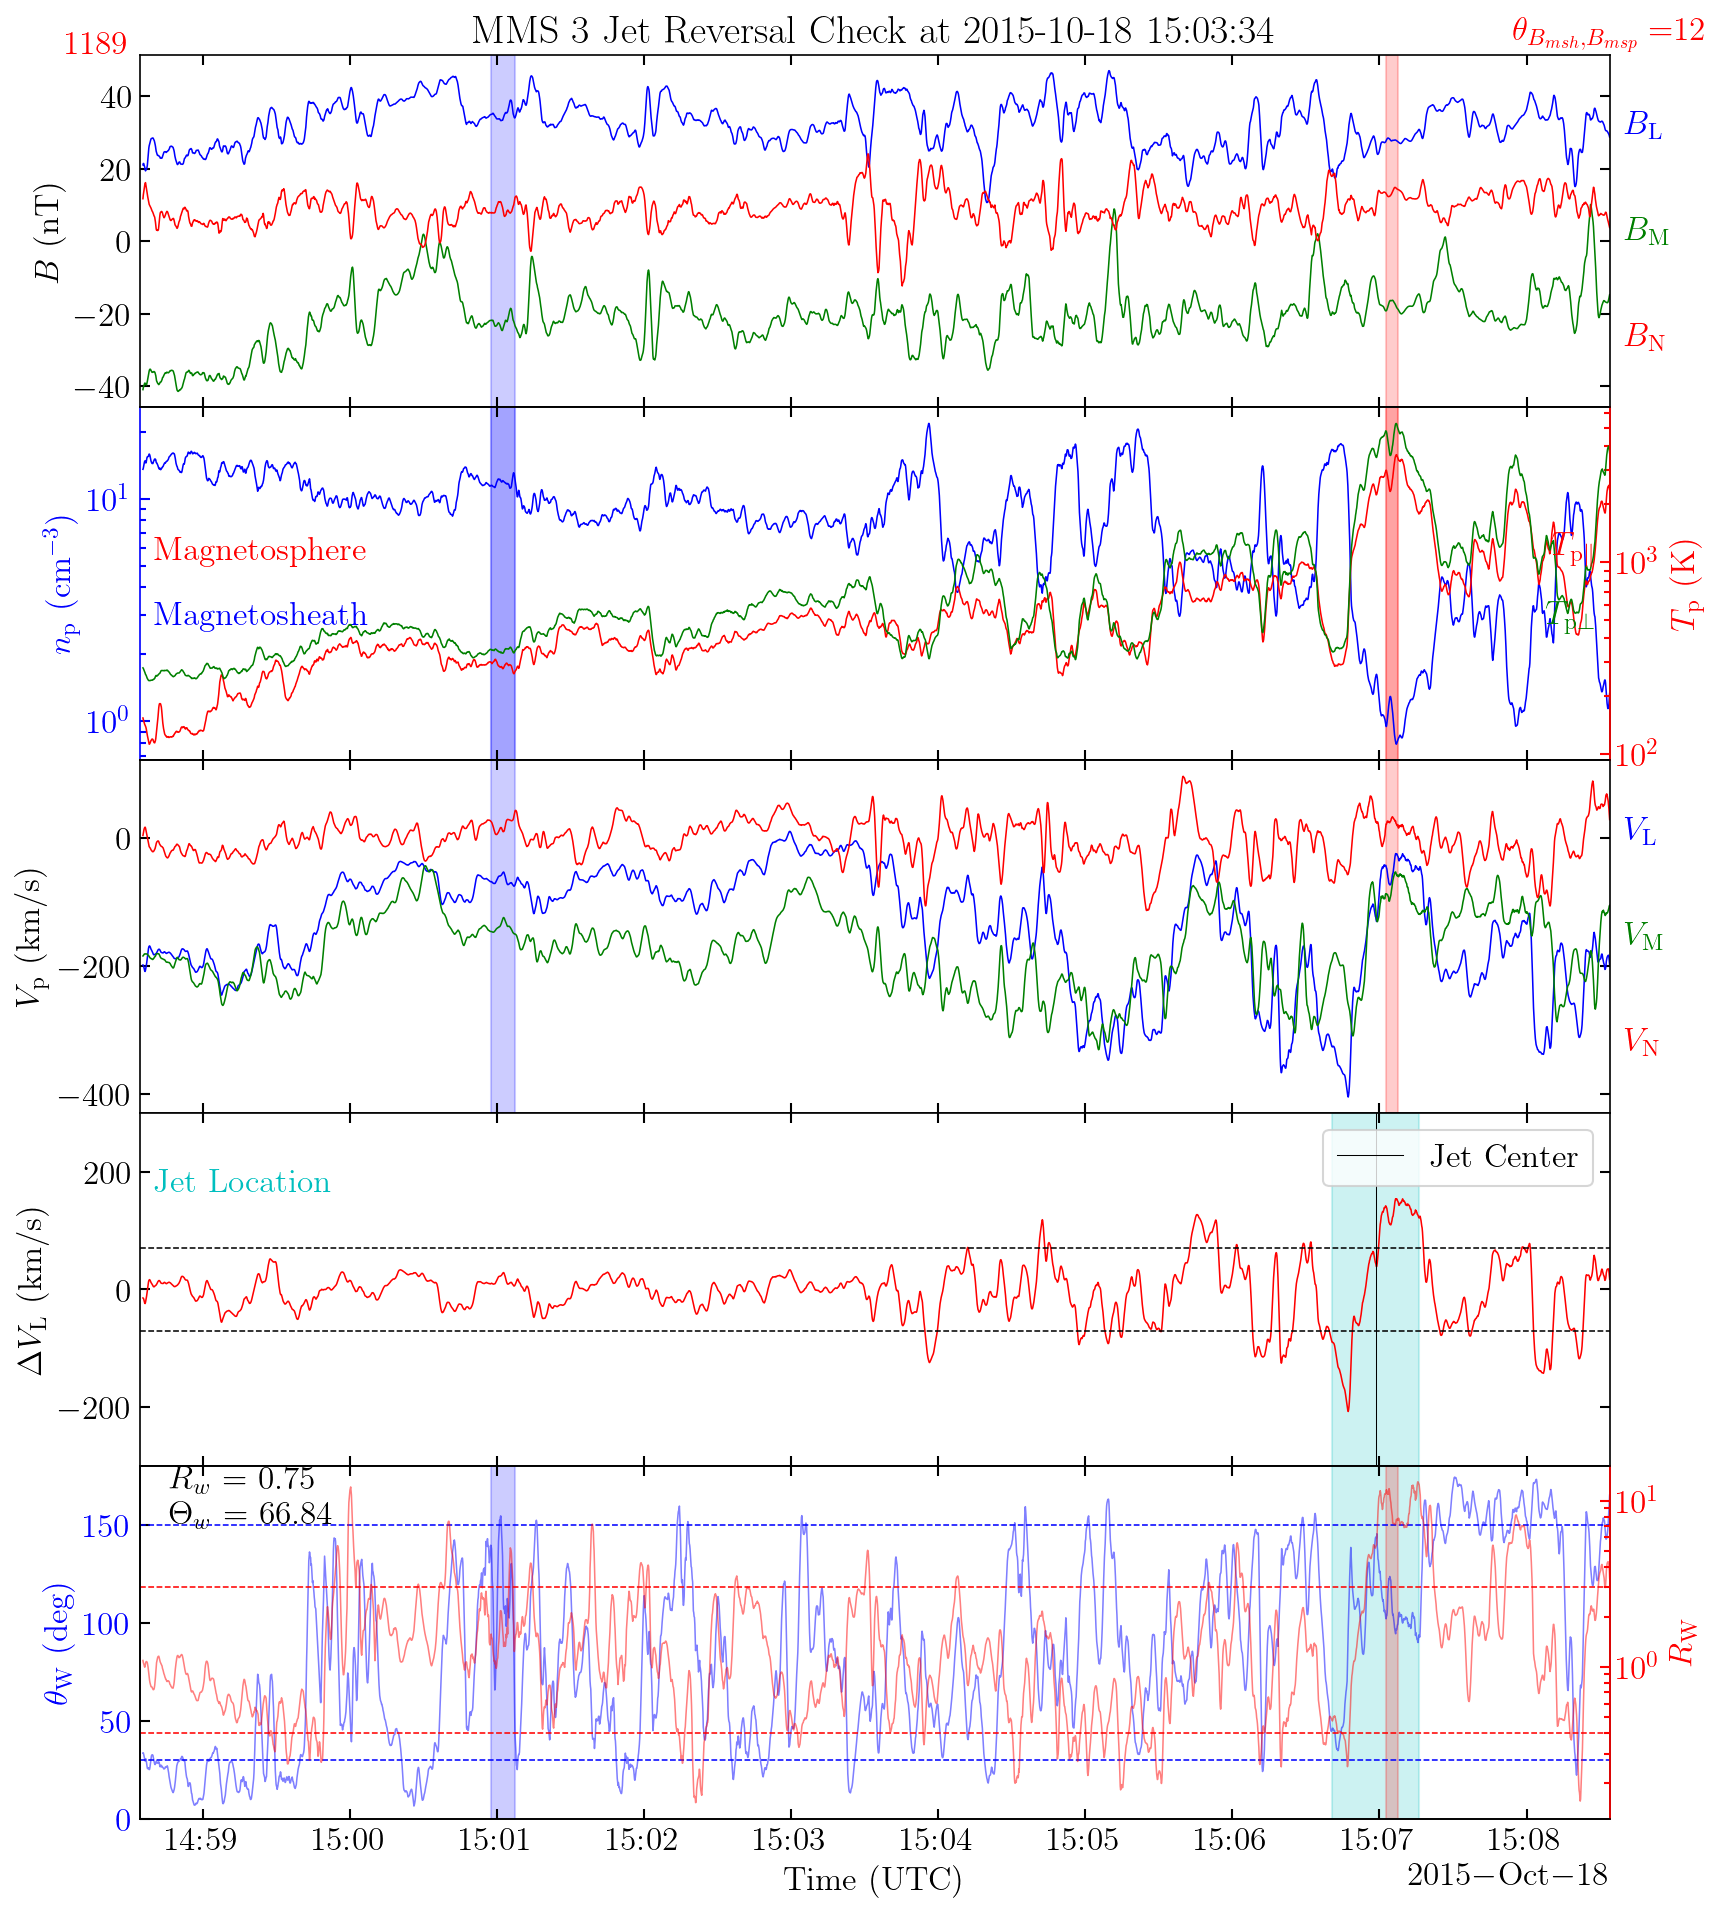 MMS 3 Jet Reversal Check at 2015-10-18 15:03:34
1189
θ_{B_{msh},B_{msp}} =12
40
20
0
−20
−40
B (nT)
B_L
B_M
B_N
10^1
10^0
n_p (cm^{−3})
Magnetosphere
Magnetosheath
T_{p∥}
T_{p⊥}
10^3
10^2
T_p (K)
0
−200
−400
V_p (km/s)
V_L
V_M
V_N
200
0
−200
ΔV_L (km/s)
Jet Location
Jet Center
R_w = 0.75
Θ_w = 66.84
150
100
50
0
θ_W (deg)
10^1
10^0
R_W
14:59 15:00 15:01 15:02 15:03 15:04 15:05 15:06 15:07 15:08
Time (UTC)
2015−Oct−18